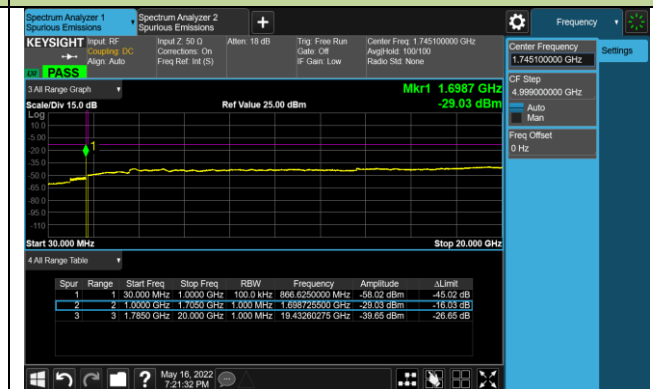 Spectrum Analyzer 1
Spurious Emissions
Spectrum Analyzer 2
Spurious Emissions
+
Frequency
KEYSIGHT
Input: RF
Coupling: DC
Align: Auto
Input Z: 50 Ω
Corrections: On
Freq Ref: Int (S)
Atten: 18 dB
Trig: Free Run
Gate: Off
IF Gain: Low
Center Freq: 1.745100000 GHz
Avg|Hold: 100/100
Radio Std: None
PASS
Center Frequency
1.745100000 GHz
Settings
CF Step
4.999000000 GHz
Auto
Man
Freq Offset
0 Hz
3 All Range Graph
Mkr1 1.6987 GHz
-29.03 dBm
Scale/Div 15.0 dB
Ref Value 25.00 dBm
Log
10.0
-5.00
-20.0
-35.0
-50.0
-65.0
-80.0
-95.0
-110
1
Start 30.000 MHz
Stop 20.000 GHz
4 All Range Table
Spur Range Start Freq Stop Freq RBW Frequency Amplitude ΔLimit
1 1 30.000 MHz 1.0000 GHz 100.0 kHz 866.6250000 MHz -58.02 dBm -45.02 dB
2 2 1.0000 GHz 1.7050 GHz 1.000 MHz 1.698725500 GHz -29.03 dBm -16.03 dB
3 3 1.7850 GHz 20.000 GHz 1.000 MHz 19.43260275 GHz -39.65 dBm -26.65 dB
?
May 16, 2022
7:21:32 PM